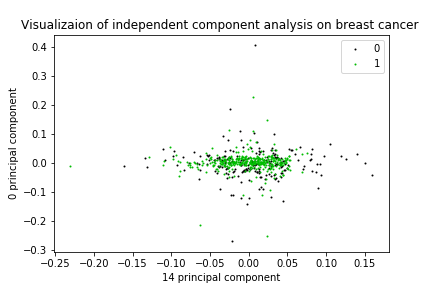 Visualizaion of independent component analysis on breast cancer
0
1
0.4
0.3
0.2
0.1
0.0
−0.1
−0.2
−0.3
0 principal component
−0.25 −0.20 −0.15 −0.10 −0.05 0.00 0.05 0.10 0.15
14 principal component